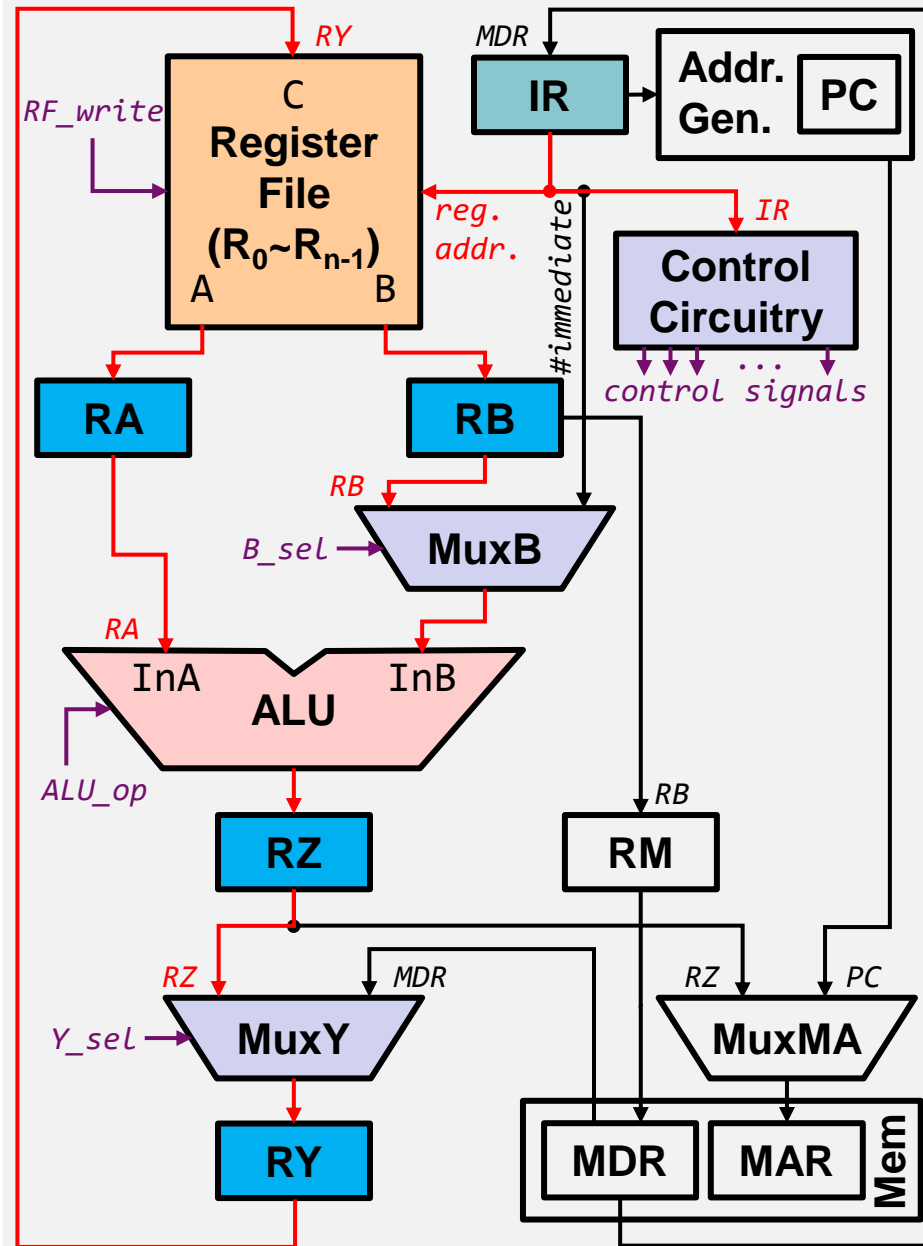 RY
MDR
IR
Addr.
Gen.
PC
C
Register
File
(R0~Rn-1)
A
B
RF_write
reg.
addr.
#immediate
IR
Control
Circuitry
...
control signals
RA
RB
RB
B_sel
MuxB
RA
InA
InB
ALU
ALU_op
RB
RZ
RM
RZ
MDR
RZ
PC
Y_sel
MuxY
MuxMA
RY
MDR
MAR
Mem